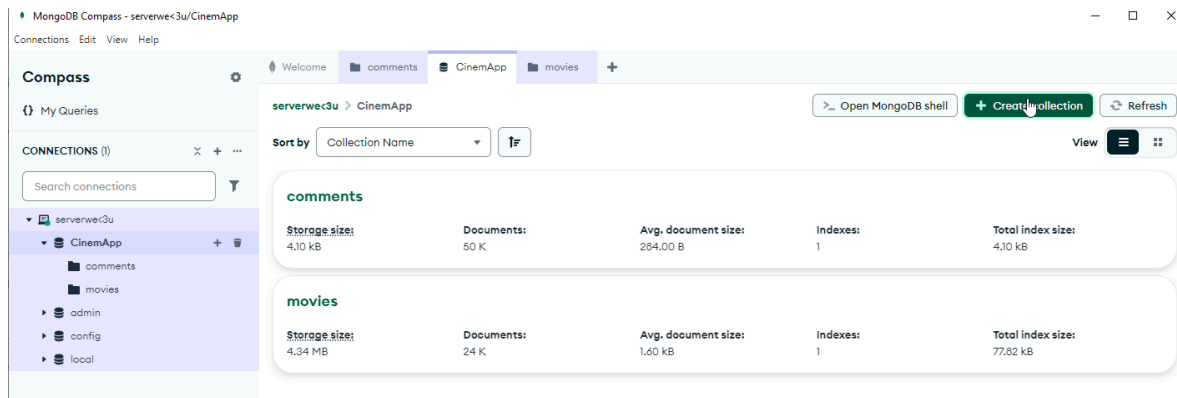 MongoDB Compass - serverwe<3u/CinemApp
Connections Edit View Help
Compass
My Queries
CONNECTIONS (1)
Search connections
serverwe<3u
CinemApp
comments
movies
admin
config
local
Welcome comments CinemApp movies
serverwe<3u > CinemApp
>_ Open MongoDB shell + Create collection Refresh
Sort by Collection Name View
comments
Storage size: Documents: Avg. document size: Indexes: Total index size:
4.10 kB 50 K 284.00 B 1 4.10 kB
movies
Storage size: Documents: Avg. document size: Indexes: Total index size:
4.34 MB 24 K 1.60 kB 1 77.82 kB